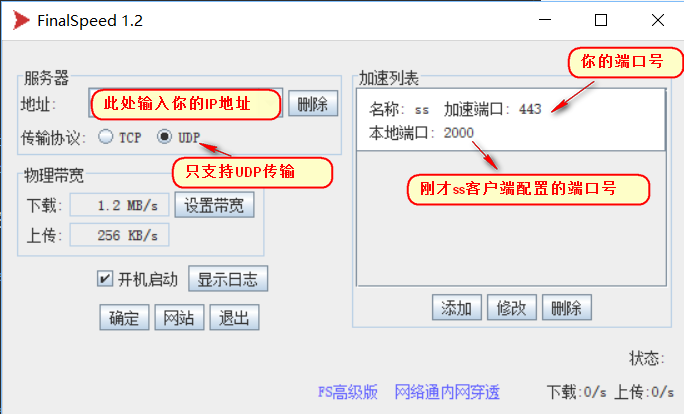 FinalSpeed 1.2
服务器
地址:
此处输入你的IP地址
删除
传输协议:
TCP
UDP
只支持UDP传输
物理带宽
下载:
1.2 MB/s
设置带宽
上传:
256 KB/s
开机启动
显示日志
确定
网站
退出
加速列表
你的端口号
名称: ss 加速端口: 443
本地端口: 2000
刚才ss客户端配置的端口号
添加
修改
删除
状态:
FS高级版
网络通内网穿透
下载:0/s 上传:0/s